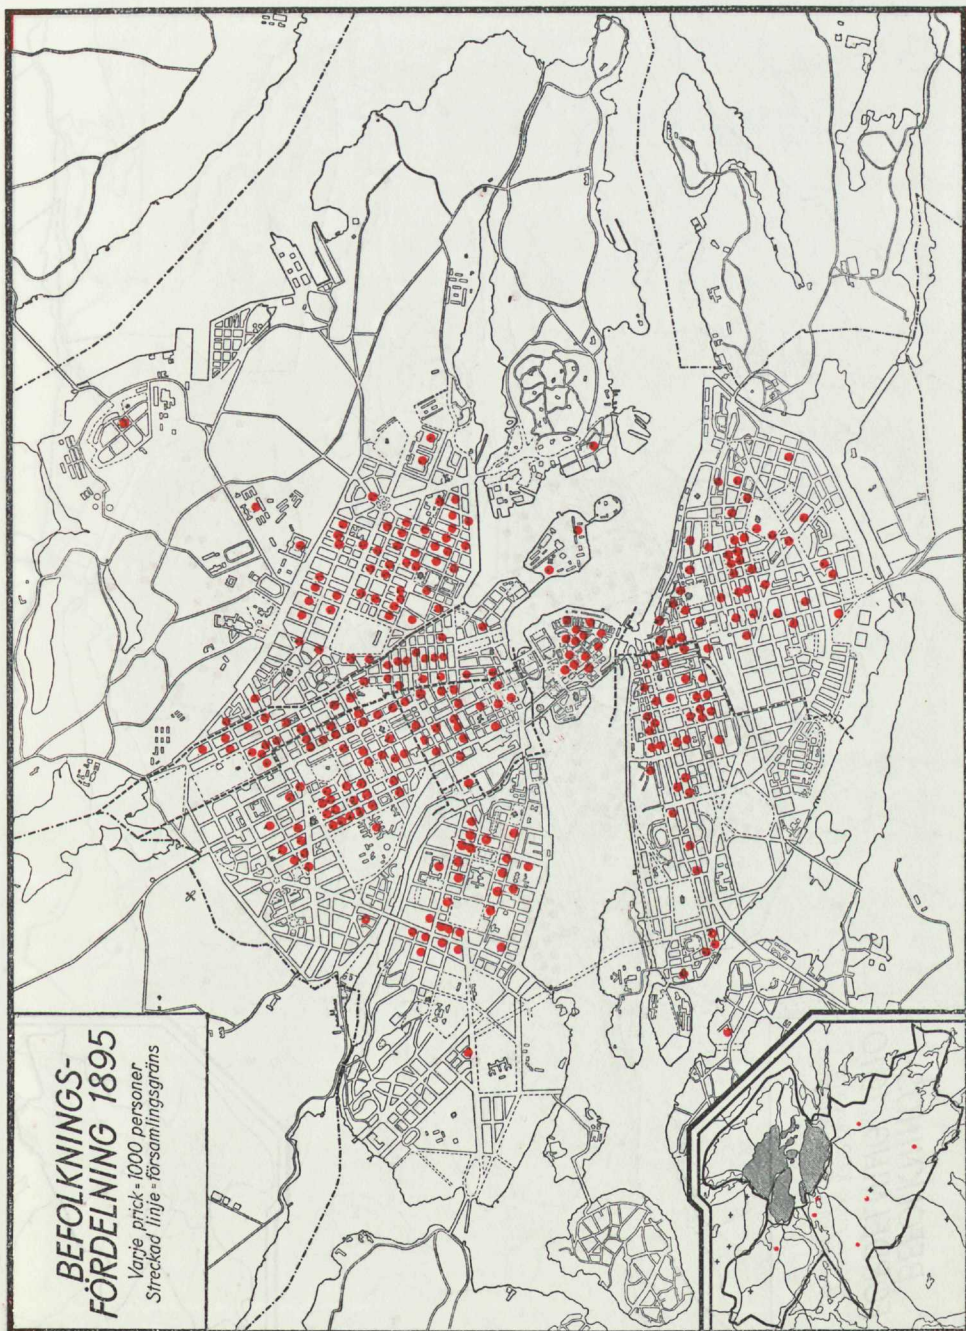 BEFOLKNINGS-
FÖRDELNING 1895
Varje prick=1000 personer
Streckad linje=församlingsgräns